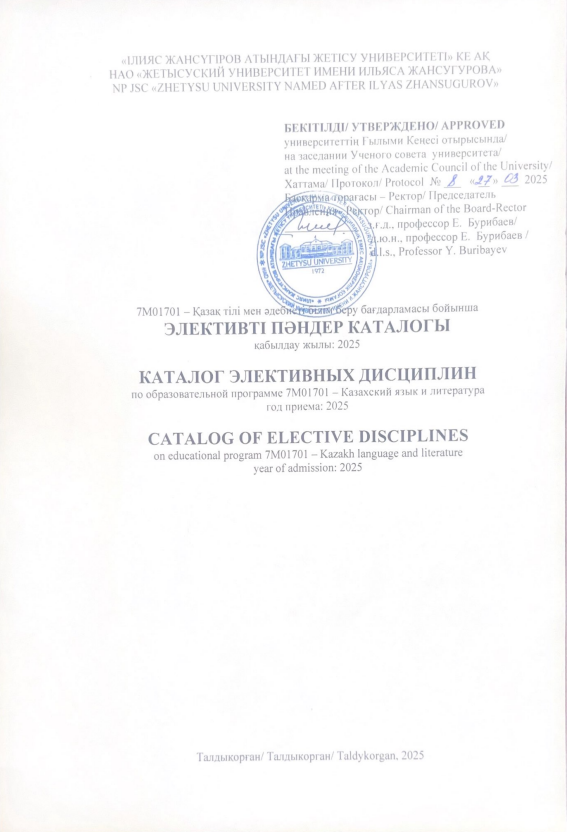 «ІЛИЯС ЖАНСҮГІРОВ АТЫНДАҒЫ ЖЕТІСУ УНИВЕРСИТЕТІ» КЕ АҚ
НАО «ЖЕТЫСУСКИЙ УНИВЕРСИТЕТ ИМЕНИ ИЛЬЯСА ЖАНСУГУРОВА»
NP JSC «ZHETYSU UNIVERSITY NAMED AFTER ILYAS ZHANSUGUROV»
БЕКІТІЛДІ/ УТВЕРЖДЕНО/ APPROVED
университеттің Ғылыми Кеңесі отырысында/
на заседании Ученого совета университета/
at the meeting of the Academic Council of the University/
Хаттама/ Протокол/ Protocol № 8 «27» 03 2025
Басқарма төрағасы – Ректор/ Председатель
Правления – Ректор/ Chairman of the Board-Rector
з.ғ.д., профессор Е. Бурибаев/
д.ю.н., профессор Е. Бурибаев /
d.l.s., Professor Y. Buribayev
ZHETYSU UNIVERSITY
1972
7М01701 – Қазақ тілі мен әдебиеті білім беру бағдарламасы бойынша
ЭЛЕКТИВТІ ПӘНДЕР КАТАЛОГЫ
қабылдау жылы: 2025
КАТАЛОГ ЭЛЕКТИВНЫХ ДИСЦИПЛИН
по образовательной программе 7М01701 – Казахский язык и литература
год приема: 2025
CATALOG OF ELECTIVE DISCIPLINES
on educational program 7M01701 – Kazakh language and literature
year of admission: 2025
Талдықорған/ Талдыкорган/ Taldykorgan, 2025